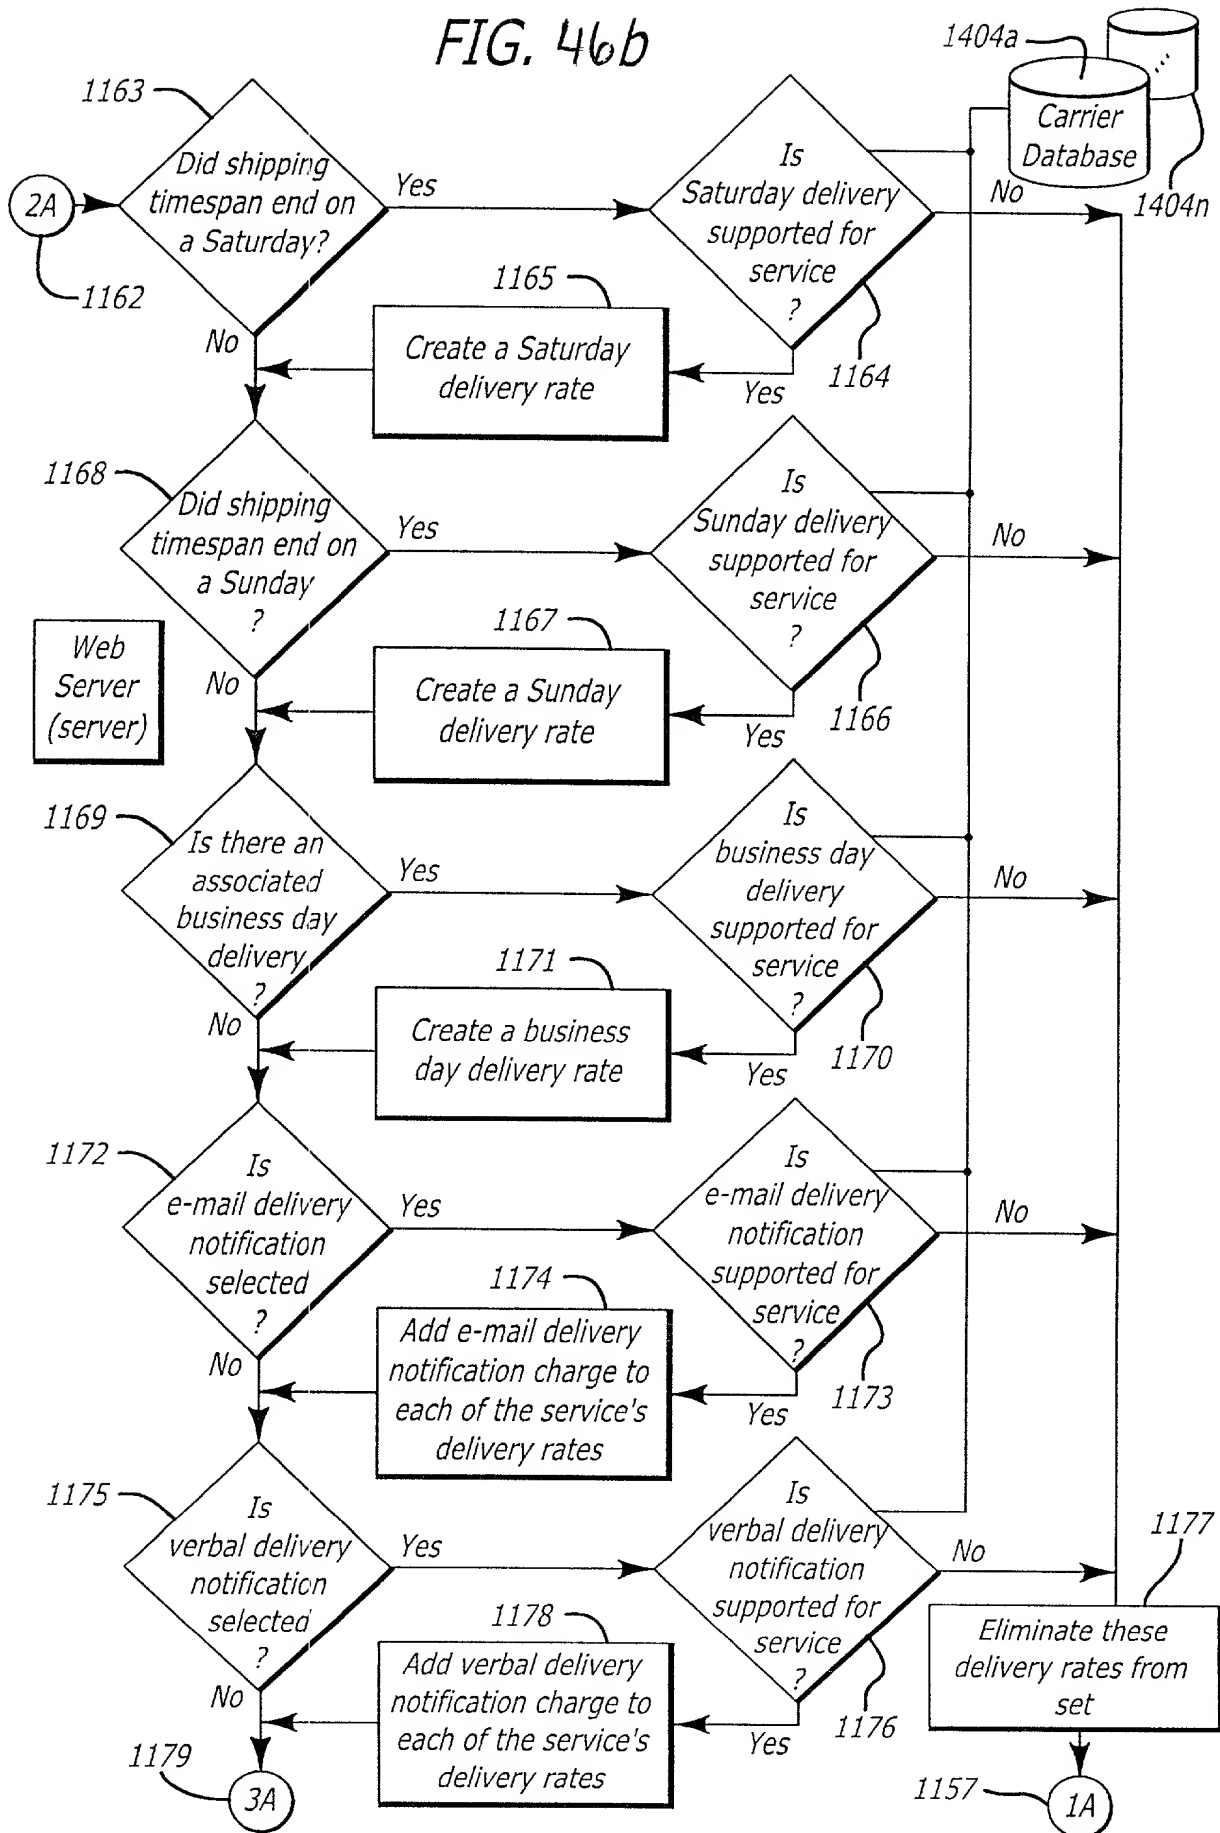 FIG. 46b
1404a
Carrier
Database
1404n
1163
Did shipping
timespan end on
a Saturday?
Yes
Is
Saturday delivery
supported for
service
?
No
2A
1162
1165
Create a Saturday
delivery rate
No
Yes
1164
1168
Did shipping
timespan end on
a Sunday
?
Yes
Is
Sunday delivery
supported for
service
?
No
Web
Server
(server)
1167
Create a Sunday
delivery rate
No
Yes
1166
1169
Is there an
associated
business day
delivery
?
Yes
Is
business day
delivery
supported for
service
?
No
1171
Create a business
day delivery rate
No
Yes
1170
1172
Is
e-mail delivery
notification
selected
?
Yes
Is
e-mail delivery
notification
supported for
service
?
No
1174
Add e-mail delivery
notification charge to
each of the service's
delivery rates
No
Yes
1173
1175
Is
verbal delivery
notification
selected
?
Yes
Is
verbal delivery
notification
supported for
service
?
No
1177
Eliminate these
delivery rates from
set
1178
Add verbal delivery
notification charge to
each of the service's
delivery rates
No
Yes
1176
1179
3A
1157
1A